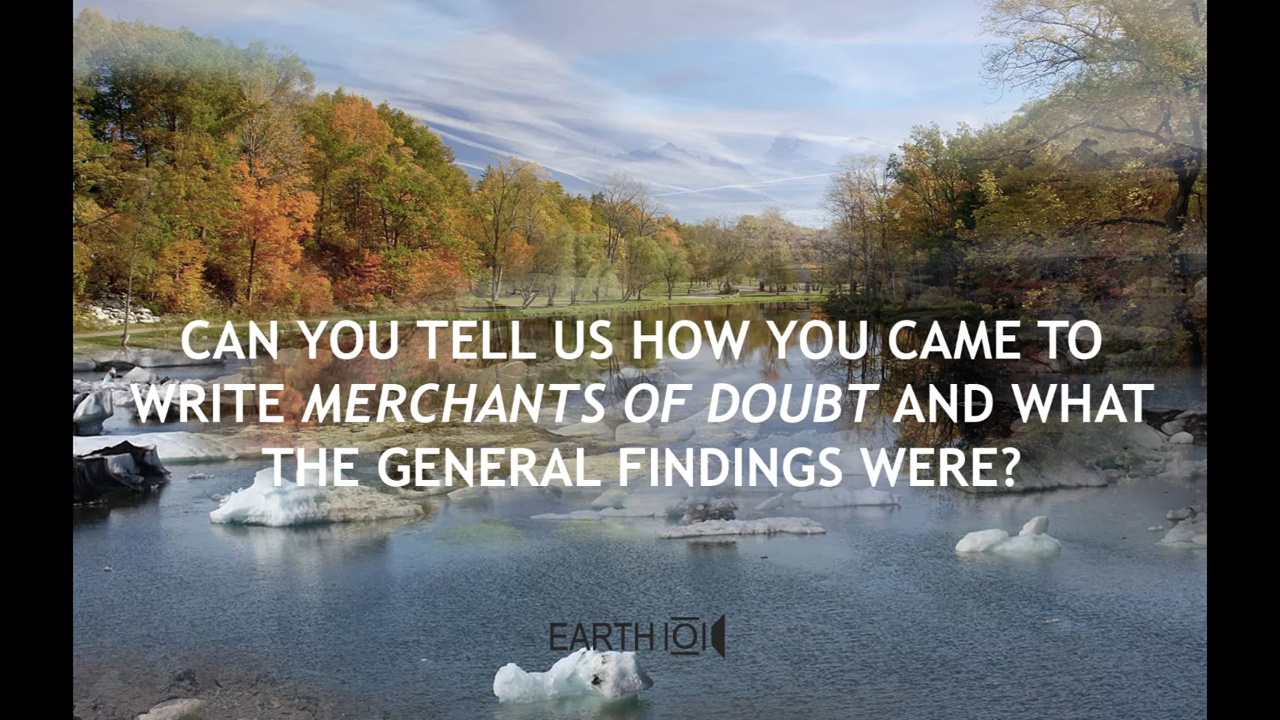 CAN YOU TELL US HOW YOU CAME TO
WRITE MERCHANTS OF DOUBT AND WHAT
THE GENERAL FINDINGS WERE?
EARTH 101